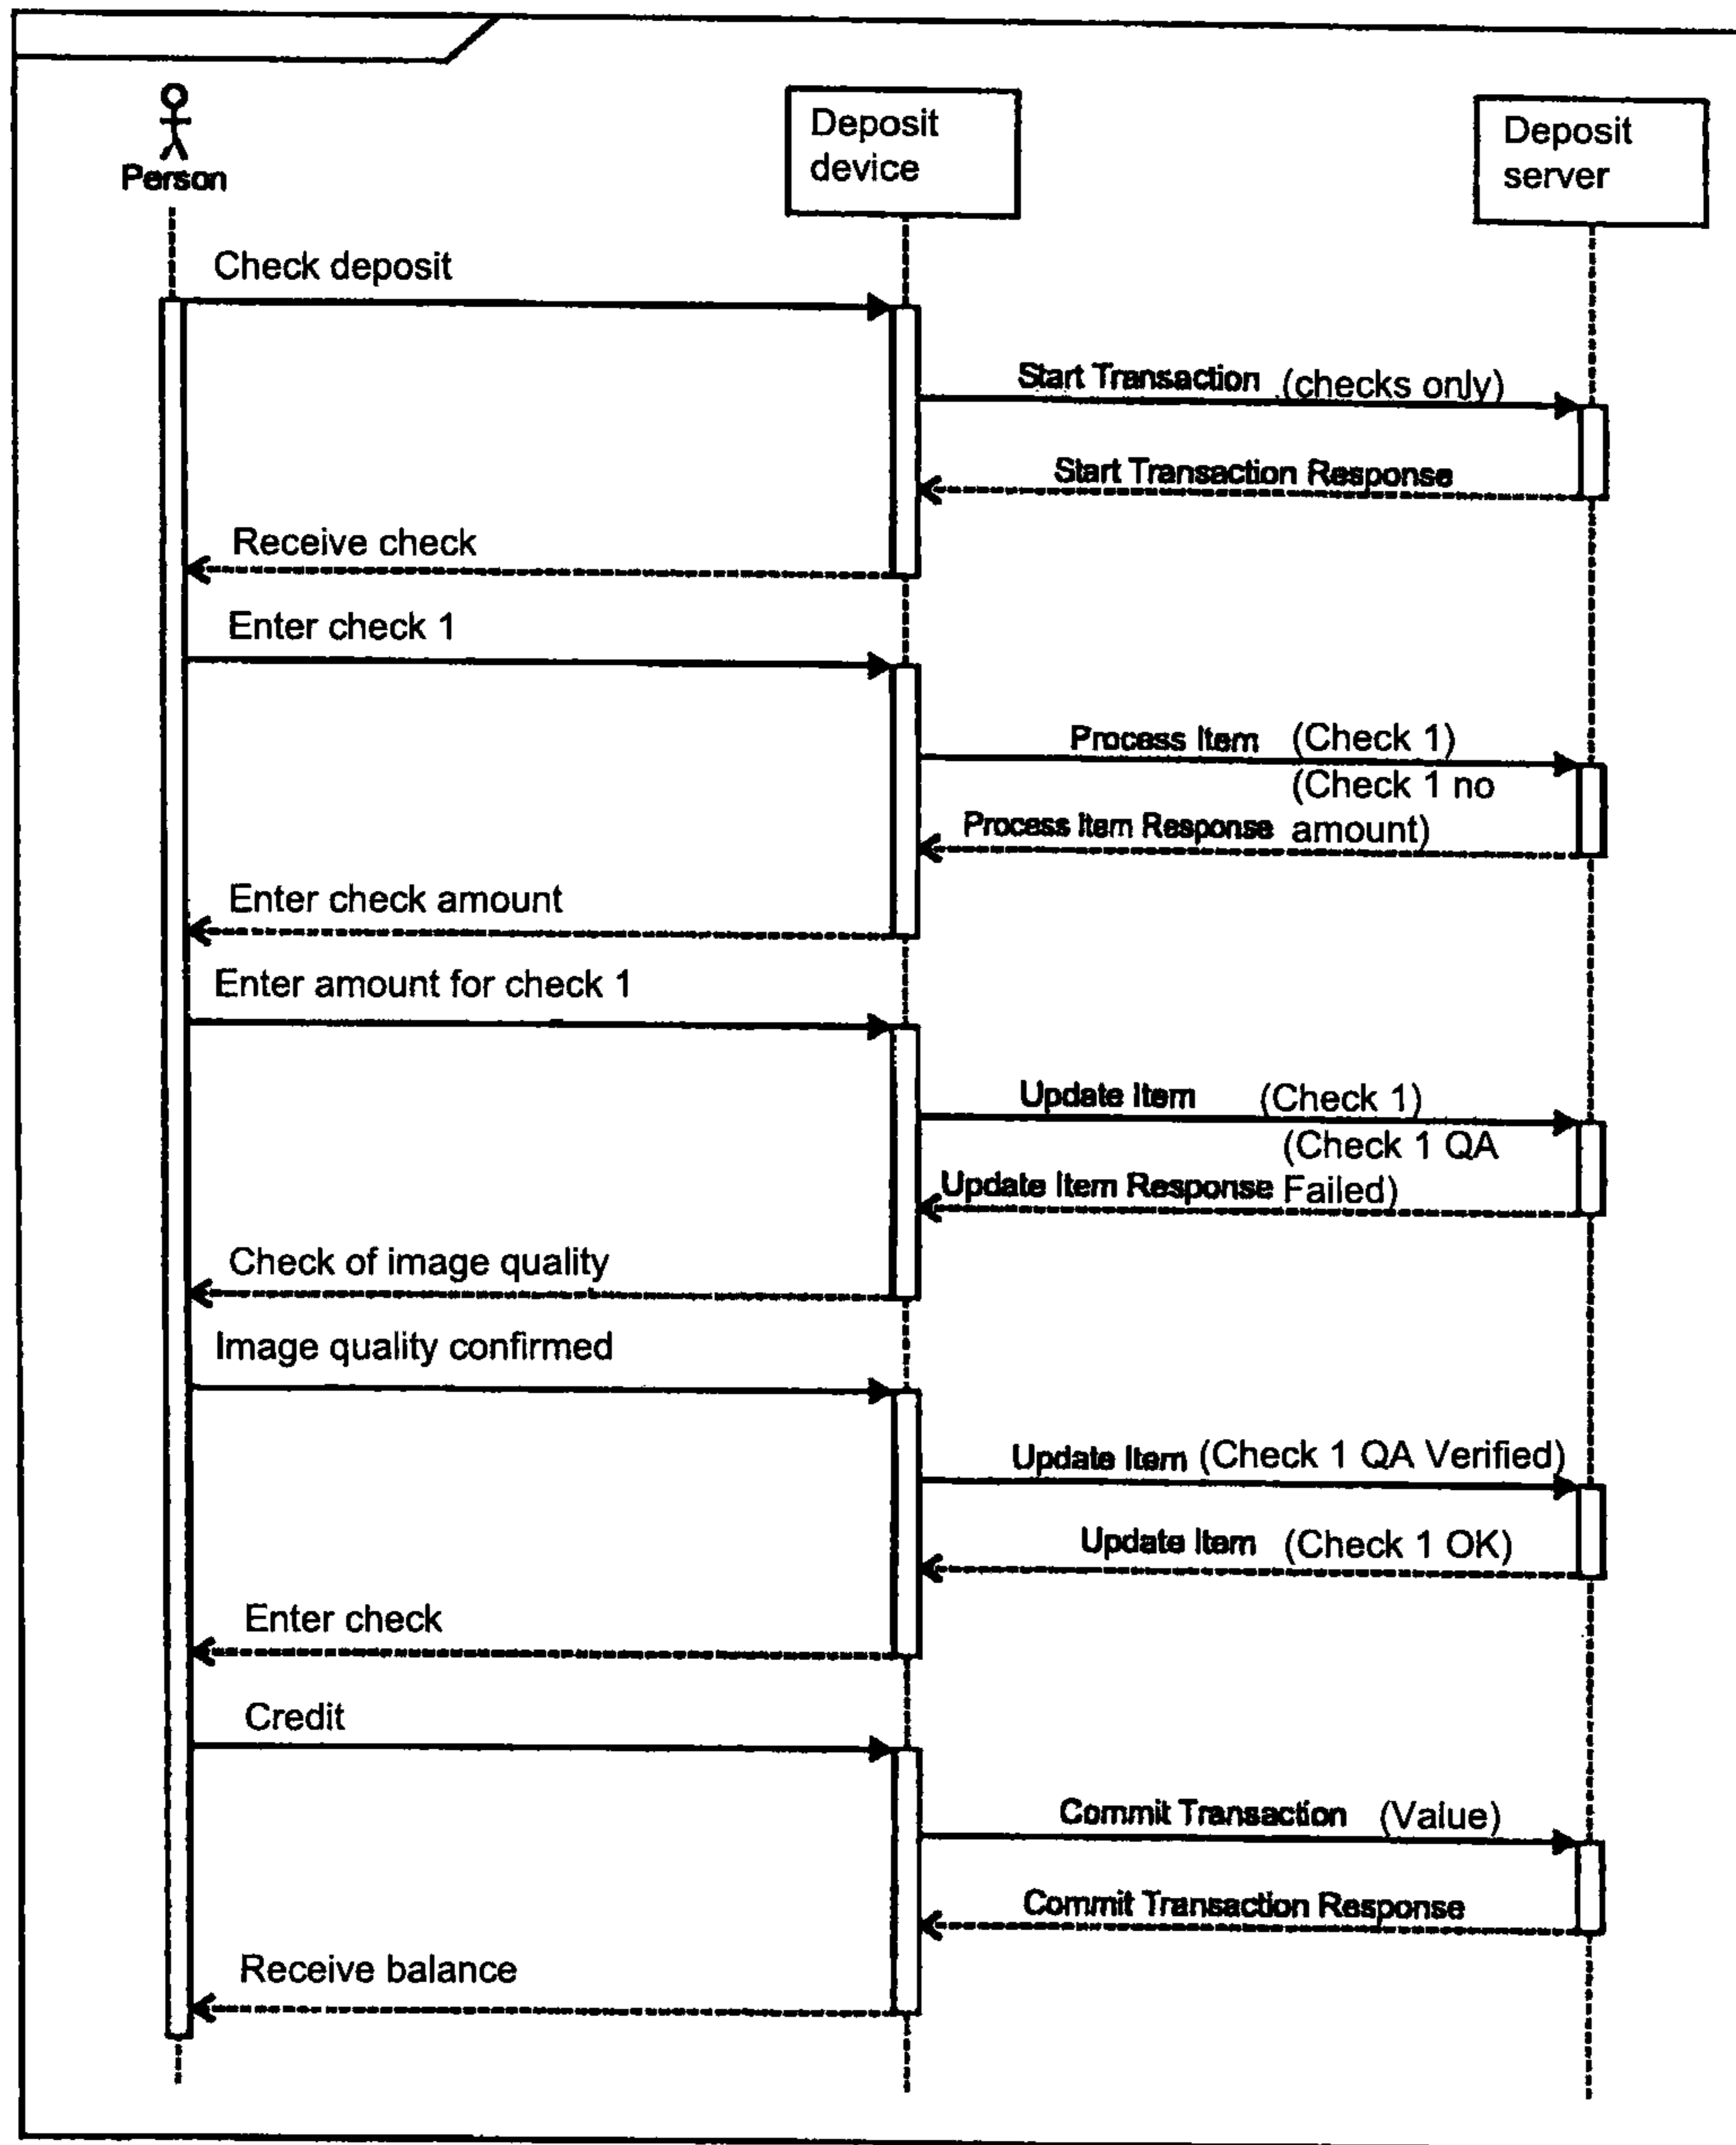 Person
Deposit
device
Deposit
server
Check deposit
Start Transaction (checks only)
Start Transaction Response
Receive check
Enter check 1
Process Item (Check 1)
(Check 1 no
Process Item Response amount)
Enter check amount
Enter amount for check 1
Update Item (Check 1)
(Check 1 QA
Update Item Response Failed)
Check of image quality
Image quality confirmed
Update Item (Check 1 QA Verified)
Update Item (Check 1 OK)
Enter check
Credit
Commit Transaction (Value)
Commit Transaction Response
Receive balance